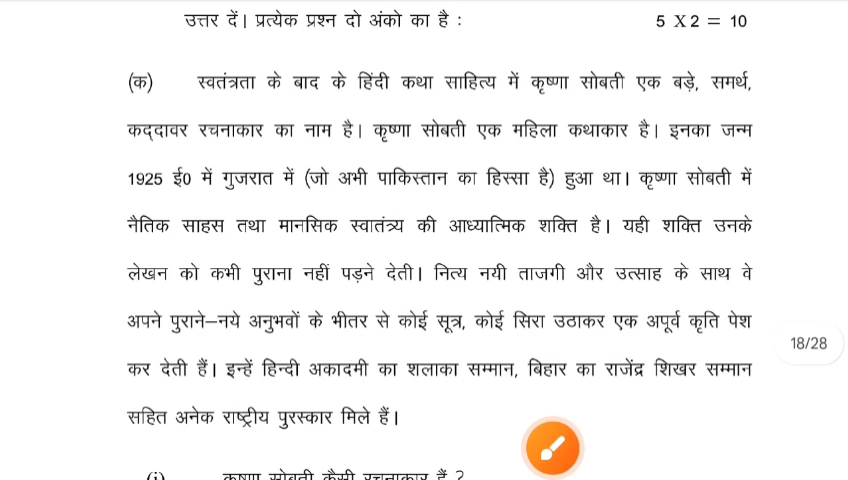 उत्तर दें। प्रत्येक प्रश्न दो अंको का है : 5 X 2 = 10
(क) स्वतंत्रता के बाद के हिंदी कथा साहित्य में कृष्णा सोबती एक बड़े, समर्थ,
कद्दावर रचनाकार का नाम है। कृष्णा सोबती एक महिला कथाकार है। इनका जन्म
1925 ई0 में गुजरात में (जो अभी पाकिस्तान का हिस्सा है) हुआ था। कृष्णा सोबती में
नैतिक साहस तथा मानसिक स्वातंत्र्य की आध्यात्मिक शक्ति है। यही शक्ति उनके
लेखन को कभी पुराना नहीं पड़ने देती। नित्य नयी ताजगी और उत्साह के साथ वे
अपने पुराने–नये अनुभवों के भीतर से कोई सूत्र, कोई सिरा उठाकर एक अपूर्व कृति पेश
18/28
कर देती हैं। इन्हें हिन्दी अकादमी का शलाका सम्मान, बिहार का राजेंद्र शिखर सम्मान
सहित अनेक राष्ट्रीय पुरस्कार मिले हैं।
(i) कृष्णा सोबती कैसी रचनाकार हैं ?